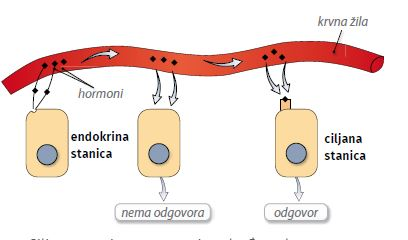 krvna žila
hormoni
endokrina
stanica
ciljana
stanica
nema odgovora
odgovor